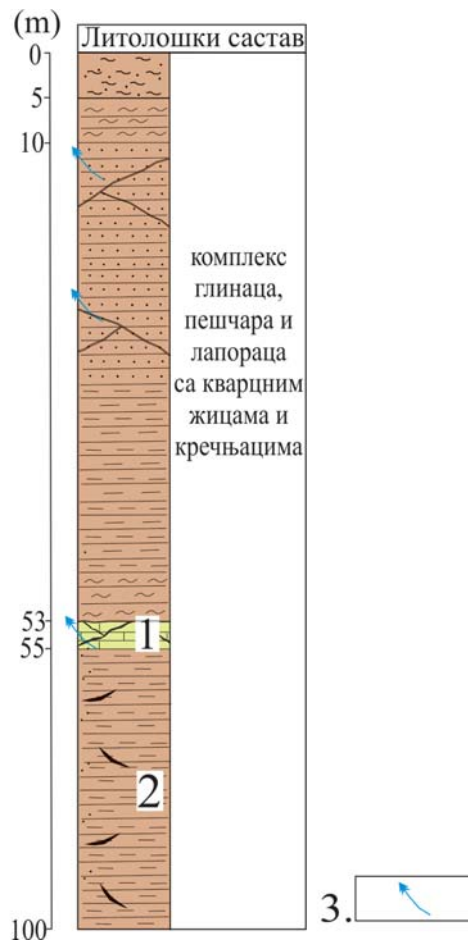 (m)
Литолошки састав
0
5
10
комплекс
глинаца,
пешчара и
лапораца
са кварцним
жицама и
кречњацима
53
1
55
2
3.
100